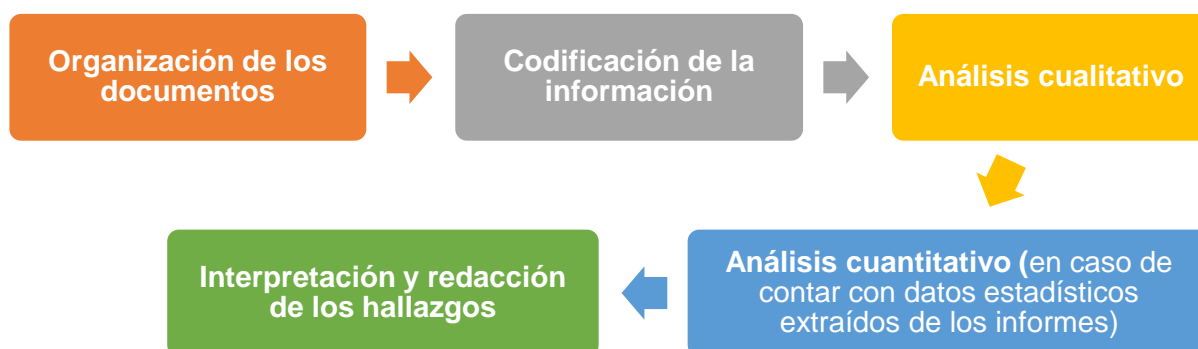 Organización de los
documentos
Codificación de la
información
Análisis cualitativo
Análisis cuantitativo (en caso de
contar con datos estadísticos
extraídos de los informes)
Interpretación y redacción
de los hallazgos